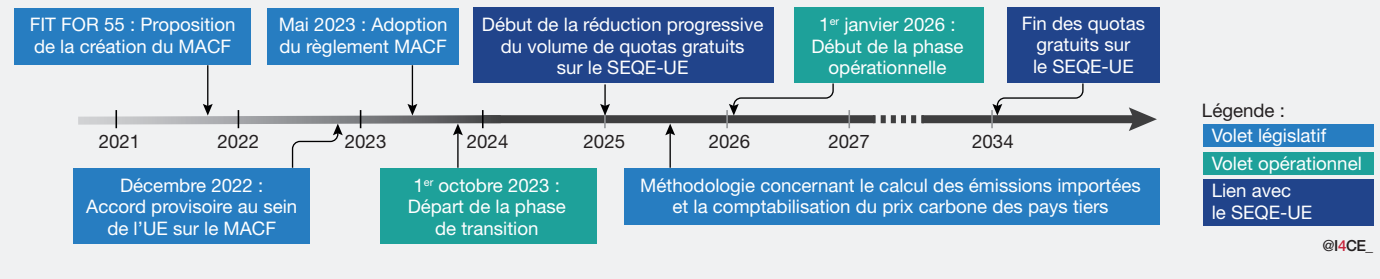 FIT FOR 55 : Proposition
de la création du MACF
Mai 2023 : Adoption
du règlement MACF
Début de la réduction progressive
du volume de quotas gratuits
sur le SEQE-UE
1er janvier 2026 :
Début de la phase
opérationnelle
Fin des quotas
gratuits sur
le SEQE-UE
2021
2022
2023
2024
2025
2026
2027
2034
Décembre 2022 :
Accord provisoire au sein
de l’UE sur le MACF
1er octobre 2023 :
Départ de la phase
de transition
Méthodologie concernant le calcul des émissions importées
et la comptabilisation du prix carbone des pays tiers
Légende :
Volet législatif
Volet opérationnel
Lien avec
le SEQE-UE
@I4CE_